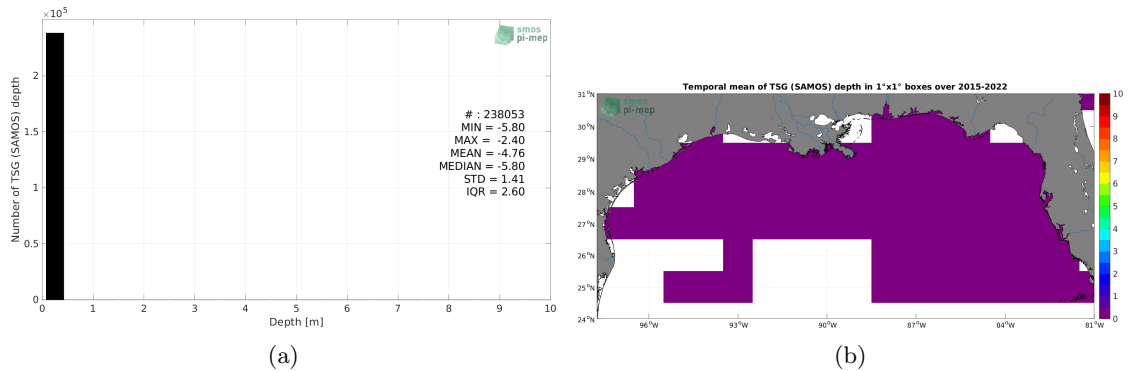 ×10⁵
smos
pi-mep
2
1.5
1
0.5
0
Number of TSG (SAMOS) depth
# : 238053
MIN = -5.80
MAX = -2.40
MEAN = -4.76
MEDIAN = -5.80
STD = 1.41
IQR = 2.60
0 1 2 3 4 5 6 7 8 9 10
Depth [m]
(a)
Temporal mean of TSG (SAMOS) depth in 1°x1° boxes over 2015-2022
smos
pi-mep
31°N
30°N
29°N
28°N
27°N
26°N
25°N
24°N
96°W 93°W 90°W 87°W 84°W 81°W
10
9
8
7
6
5
4
3
2
1
0
(b)